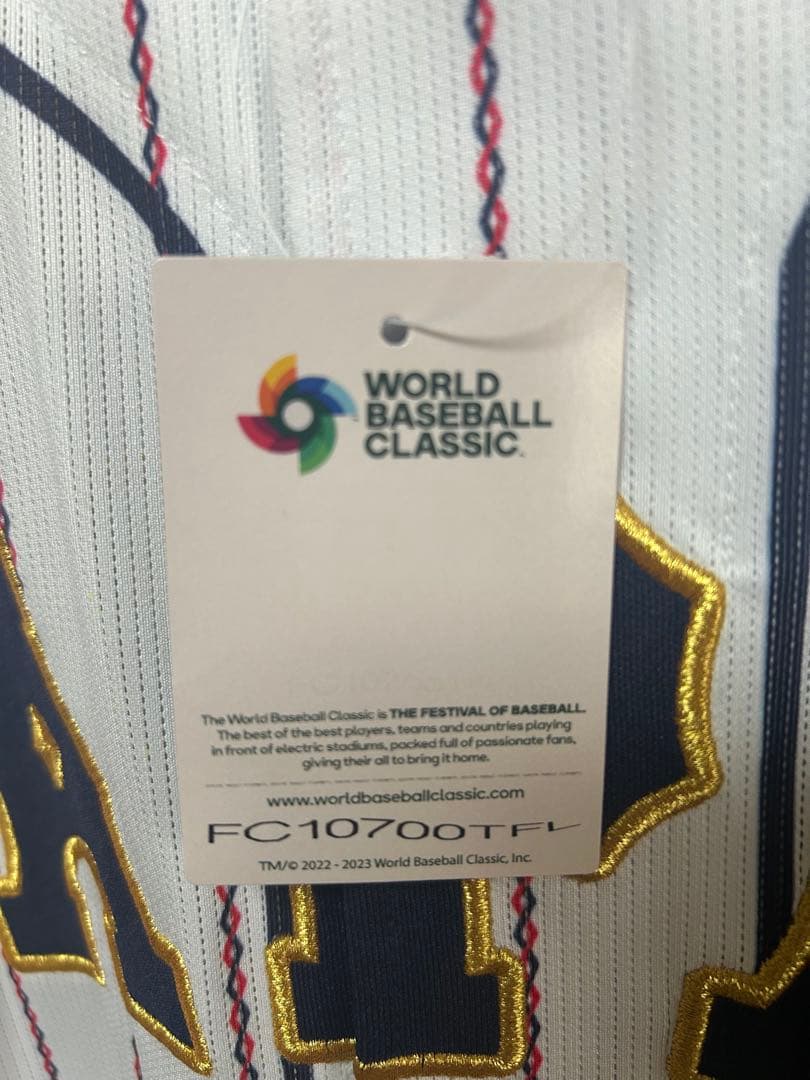 WORLD
BASEBALL
CLASSIC.
The World Baseball Classic is THE FESTIVAL OF BASEBALL.
The best of the best players, teams and countries playing
in front of electric stadiums, packed full of passionate fans,
giving their all to bring it home.
www.worldbaseballclassic.com
FC10700TFL
TM/© 2022 - 2023 World Baseball Classic, Inc.